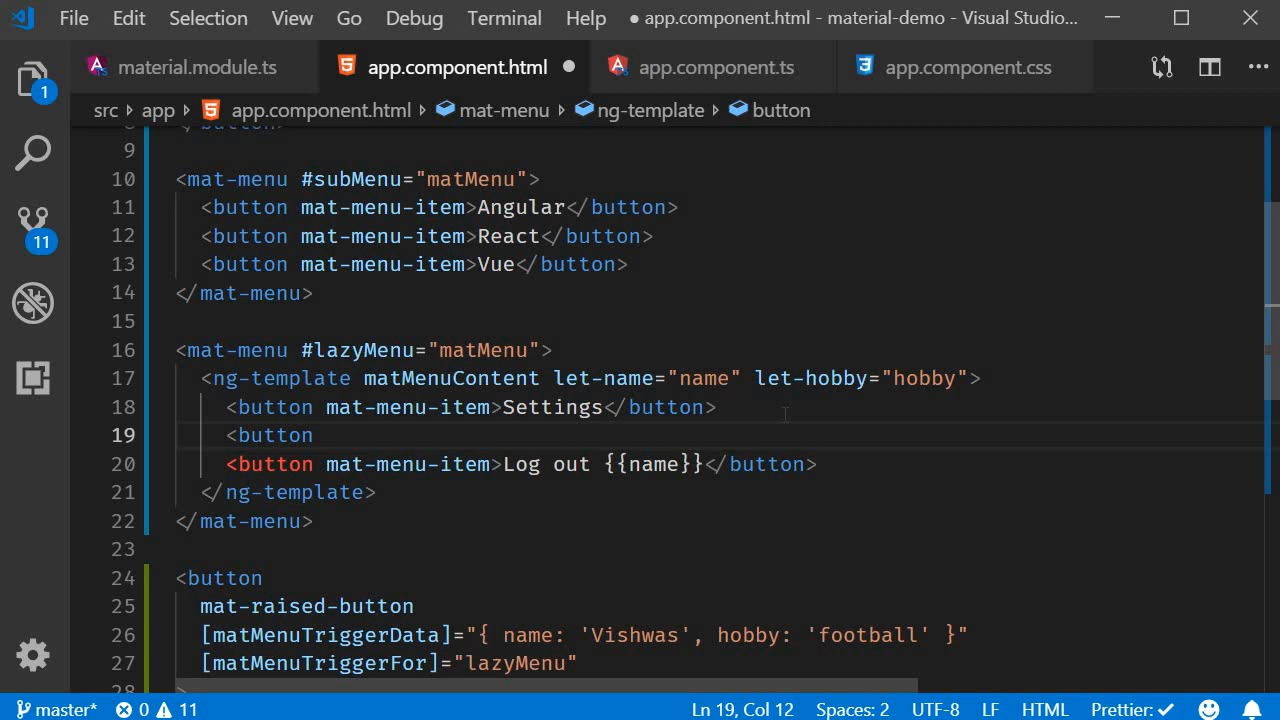 File Edit Selection View Go Debug Terminal Help ● app.component.html - material-demo - Visual Studio...
material.module.ts app.component.html app.component.ts app.component.css
src › app › app.component.html › mat-menu › ng-template › button
1
11
8 </button>
9
10 <mat-menu #subMenu="matMenu">
11 <button mat-menu-item>Angular</button>
12 <button mat-menu-item>React</button>
13 <button mat-menu-item>Vue</button>
14 </mat-menu>
15
16 <mat-menu #lazyMenu="matMenu">
17 <ng-template matMenuContent let-name="name" let-hobby="hobby">
18 <button mat-menu-item>Settings</button>
19 <button
20 <button mat-menu-item>Log out {{name}}</button>
21 </ng-template>
22 </mat-menu>
23
24 <button
25 mat-raised-button
26 [matMenuTriggerData]="{ name: 'Vishwas', hobby: 'football' }"
27 [matMenuTriggerFor]="lazyMenu"
28 >
master* 0 11 Ln 19, Col 12 Spaces: 2 UTF-8 LF HTML Prettier: ✓